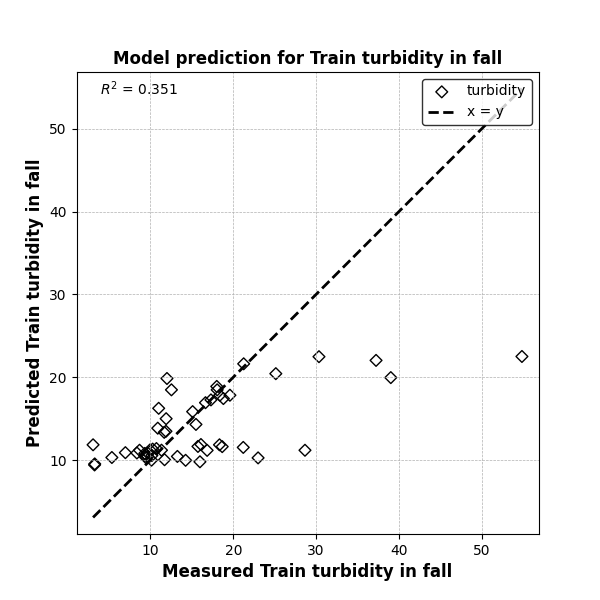 Model prediction for Train turbidity in fall
R² = 0.351
turbidity
x = y
Predicted Train turbidity in fall
50
40
30
20
10
10 20 30 40 50
Measured Train turbidity in fall